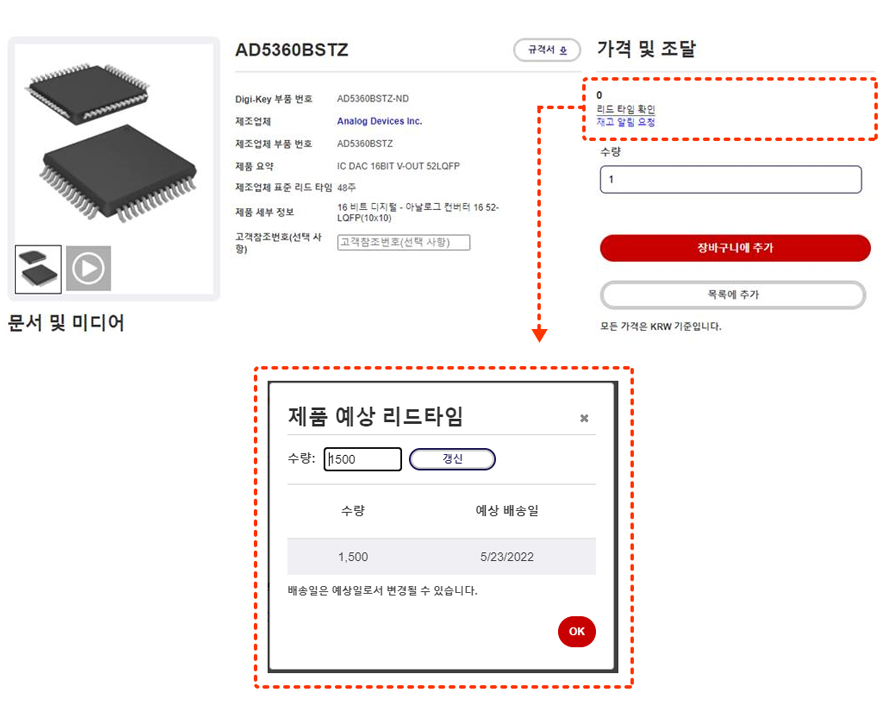 AD5360BSTZ
규격서
Digi-Key 부품 번호 AD5360BSTZ-ND
제조업체 Analog Devices Inc.
제조업체 부품 번호 AD5360BSTZ
제품 요약 IC DAC 16BIT V-OUT 52LQFP
제조업체 표준 리드 타임 48주
제품 세부 정보 16 비트 디지털 - 아날로그 컨버터 16 52-
LQFP(10x10)
고객참조번호(선택 사
항)
고객참조번호(선택 사항)
문서 및 미디어
가격 및 조달
0
리드 타임 확인
재고 알림 요청
수량
1
장바구니에 추가
목록에 추가
모든 가격은 KRW 기준입니다.
제품 예상 리드타임
×
수량: 1500 갱신
수량 예상 배송일
1,500 5/23/2022
배송일은 예상일로서 변경될 수 있습니다.
OK